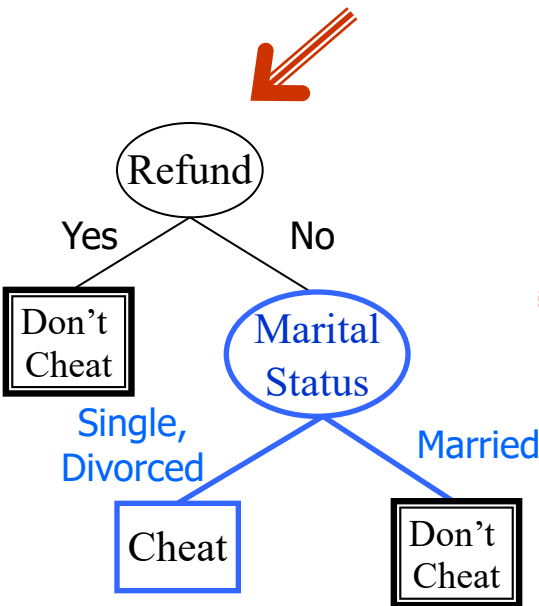 Refund
Yes
No
Don’t
Cheat
Marital
Status
Single,
Divorced
Married
Cheat
Don’t
Cheat